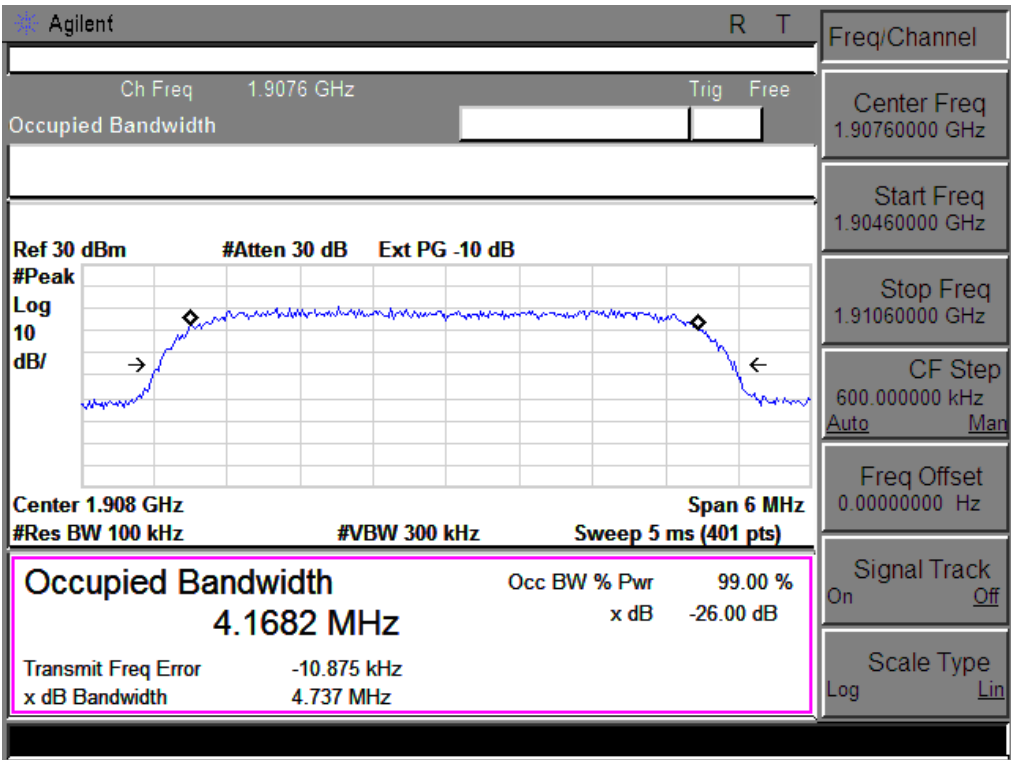 Agilent R T
Ch Freq 1.9076 GHz Trig Free
Occupied Bandwidth
Ref 30 dBm #Atten 30 dB Ext PG -10 dB
#Peak
Log
10
dB/
Center 1.908 GHz Span 6 MHz
#Res BW 100 kHz #VBW 300 kHz Sweep 5 ms (401 pts)
Occupied Bandwidth Occ BW % Pwr 99.00 %
4.1682 MHz x dB -26.00 dB
Transmit Freq Error -10.875 kHz
x dB Bandwidth 4.737 MHz
Freq/Channel
Center Freq
1.90760000 GHz
Start Freq
1.90460000 GHz
Stop Freq
1.91060000 GHz
CF Step
600.000000 kHz
Auto Man
Freq Offset
0.00000000 Hz
Signal Track
On Off
Scale Type
Log Lin